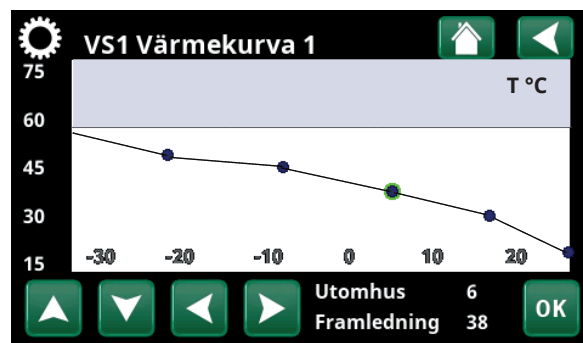 VS1 Värmekurva 1
75
T °C
60
45
30
15
-30 -20 -10 0 10 20
Utomhus 6
Framledning 38
OK